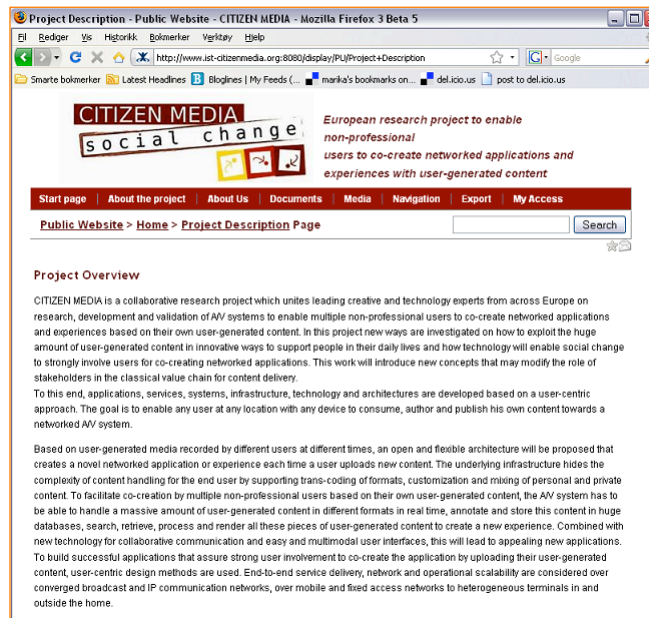 Project Description - Public Website - CITIZEN MEDIA - Mozilla Firefox 3 Beta 5
Fil Rediger Vis Historikk Bokmerker Verktøy Hjelp
http://www.ist-citizenmedia.org:8080/display/PU/Project+Description
G Google
Smarte bokmerker Latest Headlines B Bloglines | My Feeds (... marika's bookmarks on... del.icio.us post to del.icio.us
CITIZEN MEDIA
social change
European research project to enable
non-professional
users to co-create networked applications and
experiences with user-generated content
Start page | About the project | About Us | Documents | Media | Navigation | Export | My Access
Public Website > Home > Project Description Page
Search
Project Overview
CITIZEN MEDIA is a collaborative research project which unites leading creative and technology experts from across Europe on
research, development and validation of A/V systems to enable multiple non-professional users to co-create networked applications
and experiences based on their own user-generated content. In this project new ways are investigated on how to exploit the huge
amount of user-generated content in innovative ways to support people in their daily lives and how technology will enable social change
to strongly involve users for co-creating networked applications. This work will introduce new concepts that may modify the role of
stakeholders in the classical value chain for content delivery.
To this end, applications, services, systems, infrastructure, technology and architectures are developed based on a user-centric
approach. The goal is to enable any user at any location with any device to consume, author and publish his own content towards a
networked A/V system.
Based on user-generated media recorded by different users at different times, an open and flexible architecture will be proposed that
creates a novel networked application or experience each time a user uploads new content. The underlying infrastructure hides the
complexity of content handling for the end user by supporting trans-coding of formats, customization and mixing of personal and private
content. To facilitate co-creation by multiple non-professional users based on their own user-generated content, the A/V system has to
be able to handle a massive amount of user-generated content in different formats in real time, annotate and store this content in huge
databases, search, retrieve, process and render all these pieces of user-generated content to create a new experience. Combined with
new technology for collaborative communication and easy and multimodal user interfaces, this will lead to appealing new applications.
To build successful applications that assure strong user involvement to co-create the application by uploading their user-generated
content, user-centric design methods are used. End-to-end service delivery, network and operational scalability are considered over
converged broadcast and IP communication networks, over mobile and fixed access networks to heterogeneous terminals in and
outside the home.